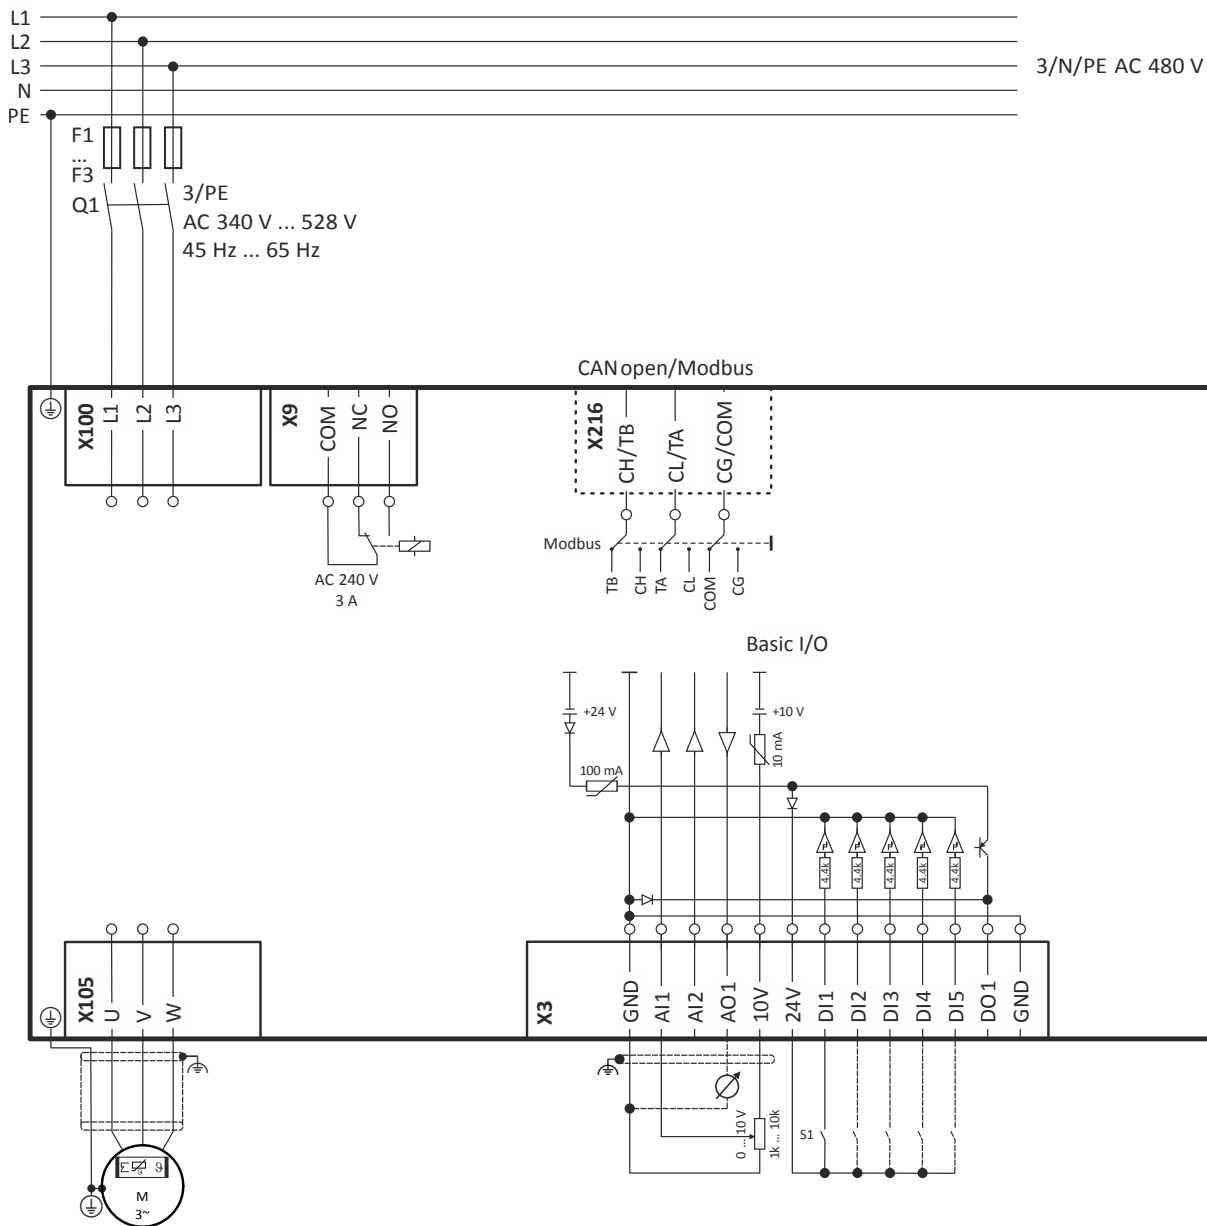 L1
L2
L3
N
PE
3/N/PE AC 480 V
F1
...
F3
Q1
3/PE
AC 340 V ... 528 V
45 Hz ... 65 Hz
CANopen/Modbus
X100
L1
L2
L3
X9
COM
NC
NO
X216
CH/TB
CL/TA
CG/COM
AC 240 V
3 A
Modbus
TB
CH
TA
CL
COM
CG
Basic I/O
+24 V
+10 V
100 mA
10 mA
4.4k
4.4k
4.4k
4.4k
4.4k
X105
U
V
W
X3
GND
AI1
AI2
AO1
10V
24V
DI1
DI2
DI3
DI4
DI5
DO1
GND
0 ... 10 V
1k ... 10k
S1
ϑ
ϑ
M
3~